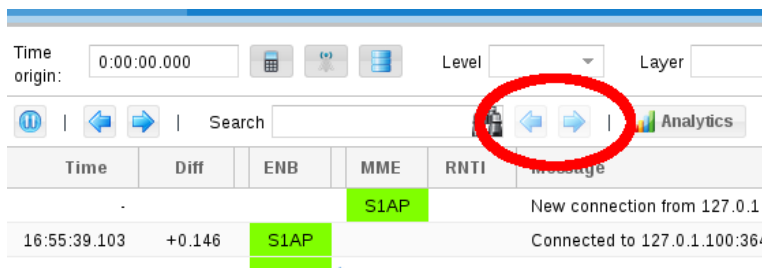 Time origin: 0:00:00.000 Level Layer
Search Analytics
Time Diff ENB MME RNTI Message
- S1AP New connection from 127.0.1
16:55:39.103 +0.146 S1AP Connected to 127.0.1.100:364